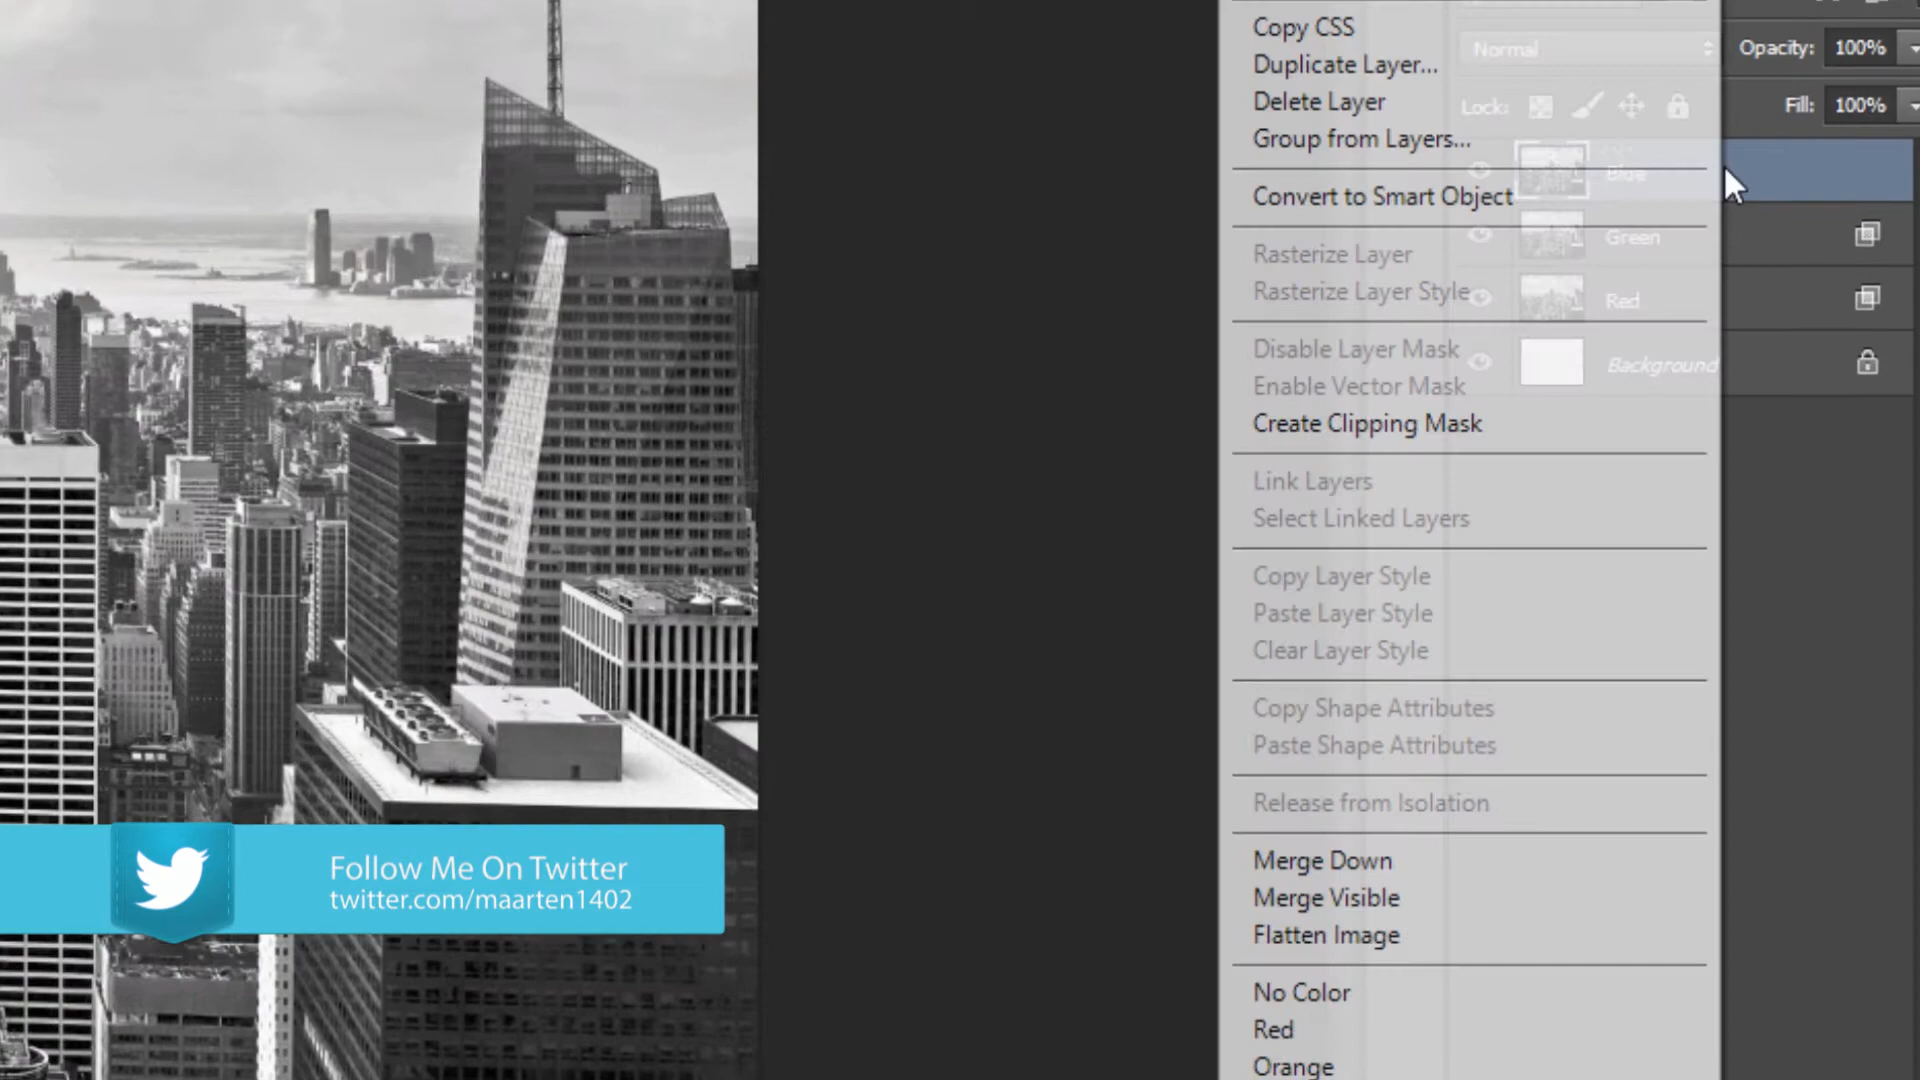 Copy CSS
Duplicate Layer...
Delete Layer
Group from Layers...
Convert to Smart Object
Rasterize Layer
Rasterize Layer Style
Disable Layer Mask
Enable Vector Mask
Create Clipping Mask
Link Layers
Select Linked Layers
Copy Layer Style
Paste Layer Style
Clear Layer Style
Copy Shape Attributes
Paste Shape Attributes
Release from Isolation
Merge Down
Merge Visible
Flatten Image
No Color
Red
Orange
Normal
Opacity: 100%
Lock:
Fill: 100%
Blue
Green
Red
Background
Follow Me On Twitter
twitter.com/maarten1402